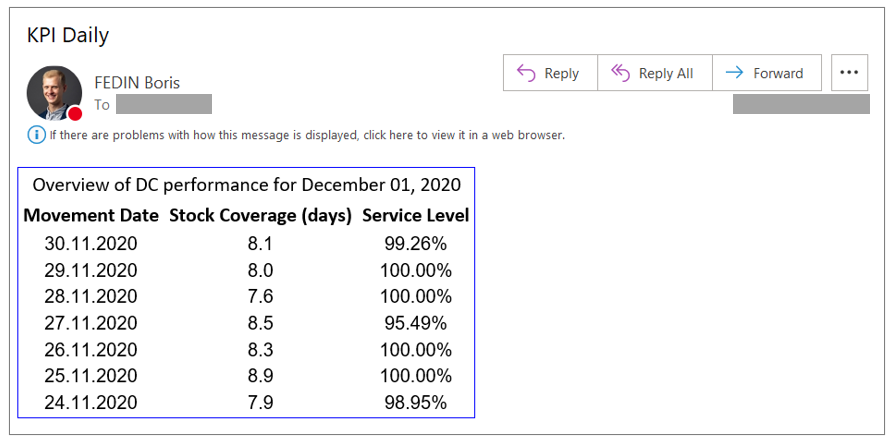 KPI Daily
FEDIN Boris
To
Reply
Reply All
Forward
If there are problems with how this message is displayed, click here to view it in a web browser.
Overview of DC performance for December 01, 2020
Movement Date Stock Coverage (days) Service Level
30.11.2020 8.1 99.26%
29.11.2020 8.0 100.00%
28.11.2020 7.6 100.00%
27.11.2020 8.5 95.49%
26.11.2020 8.3 100.00%
25.11.2020 8.9 100.00%
24.11.2020 7.9 98.95%